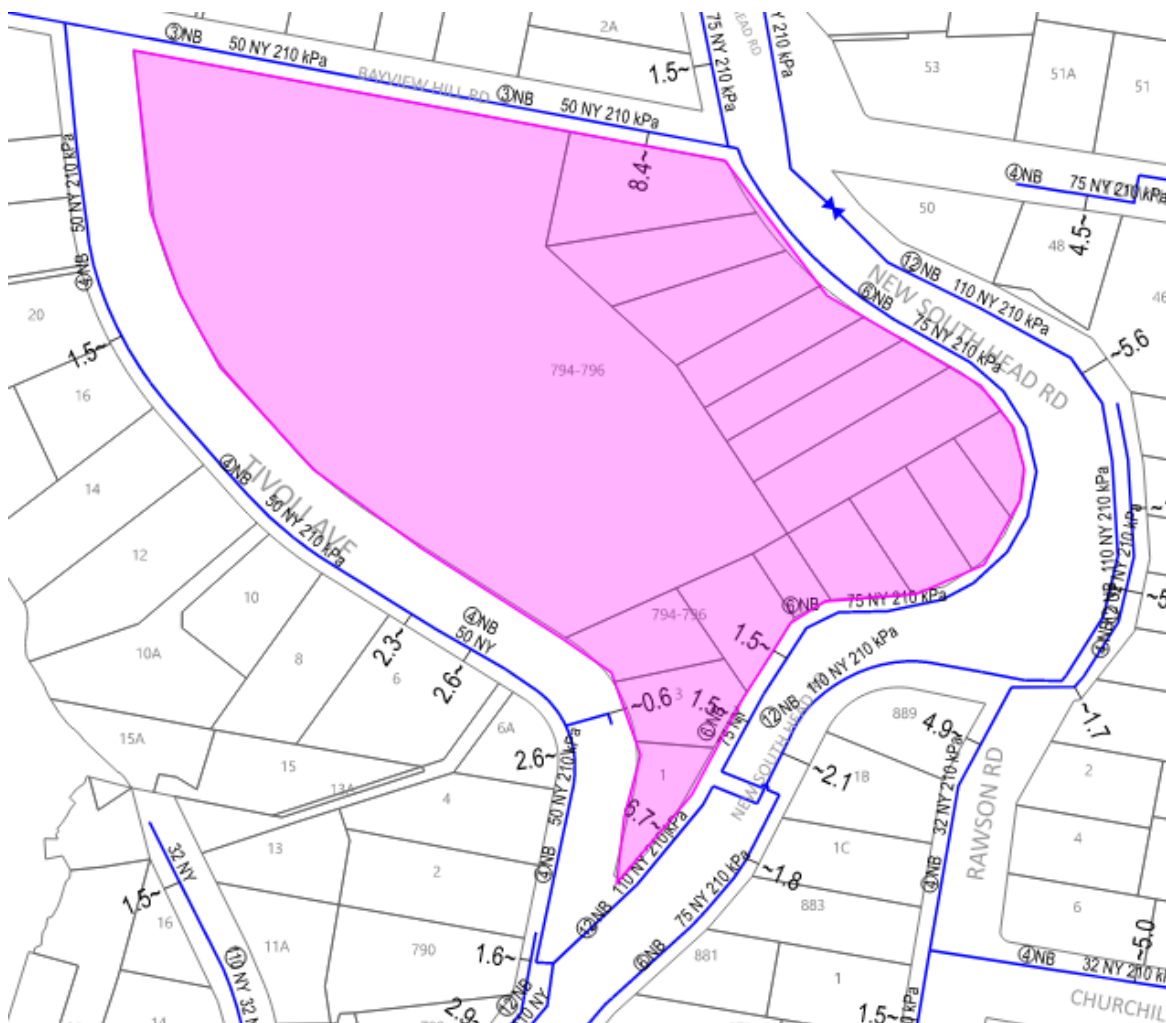 ③NB
50 NY 210 kPa
2A
75 NY 210 kPa
HEAD RD
210 kPa
53
51A
51
BAYVIEW HILL RD
③NB
50 NY 210 kPa
1.5~
8.4~
④NB
75 NY 210 kPa
50 NY 210 kPa
50
48
4.5~
46
④NB
⑫NB
110 NY 210 kPa
NEW SOUTH HEAD RD
⑥NB
75 NY 210 kPa
20
1.5~
~5.6
794-796
16
④NB
TIVOLI AVE
50 NY 210 kPa
14
12
110 NY 210 kPa
10
④NB
50 NY
794-796
⑥NB
75 NY 210 kPa
10A
8
6
2.3~
2.6~
1.5~
110 NY 210 kPa
~0.6
3
1.5~
⑥NB
75 NY
⑫NB
NEW SOUTH HEAD
889
4.9~
~1.7
6A
15A
15
13A
2.6~
50 NY 210 kPa
1
~2.1
1B
2
RAWSON RD
32 NY 210 kPa
4
6.7~
110 NY 210 kPa
13
2
④NB
32 NY
1.5~
~1.8
1C
④NB
4
16
11A
790
⑫NB
75 NY 210 kPa
883
6
~5.0
1.6~
⑥NB
881
1
④NB
32 NY 210 kPa
⑩NB
32 NY
14
2.9~
⑫NB
110 NY
1.5~
CHURCHIL